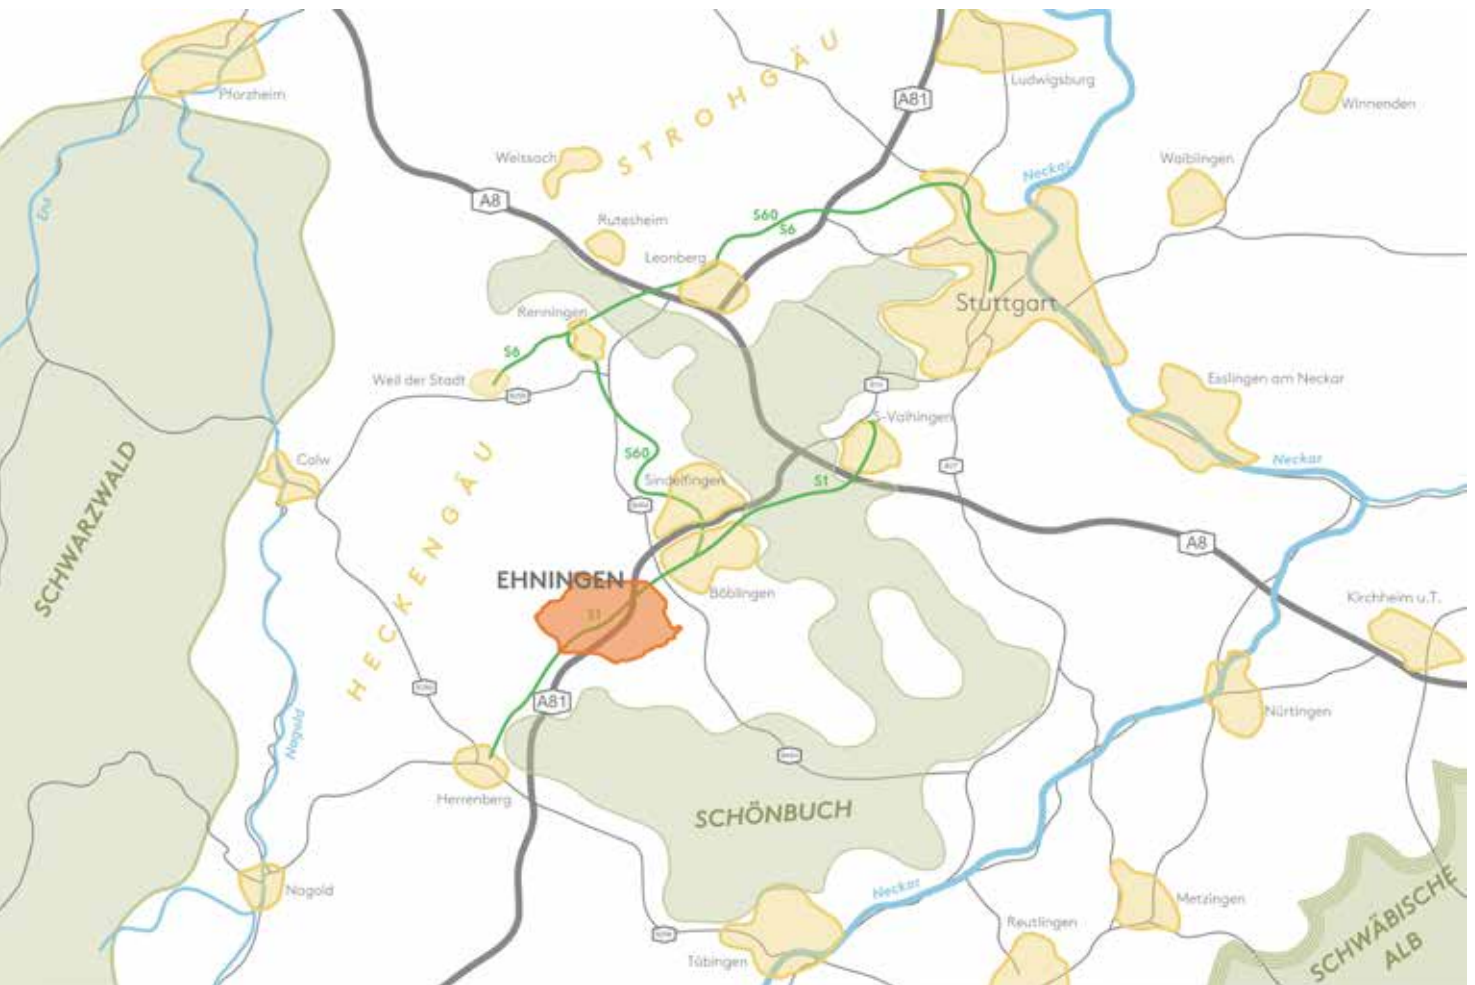 Pforzheim
Ludwigsburg
STROHGÄU
A81
Winnenden
Weissach
Waiblingen
Neckar
A8
Enz
Rutesheim
S60
S6
Leonberg
Stuttgart
Renningen
S6
Weil der Stadt
Esslingen am Neckar
S-Vaihingen
SCHWARZWALD
Calw
HECKENGÄU
S60
Sindelfingen
S1
Neckar
A8
EHNINGEN
Böblingen
Kirchheim u.T.
S1
A81
Nürtingen
Nagold
Herrenberg
SCHÖNBUCH
Nagold
Neckar
Metzingen
Reutlingen
Tübingen
SCHWÄBISCHE
ALB